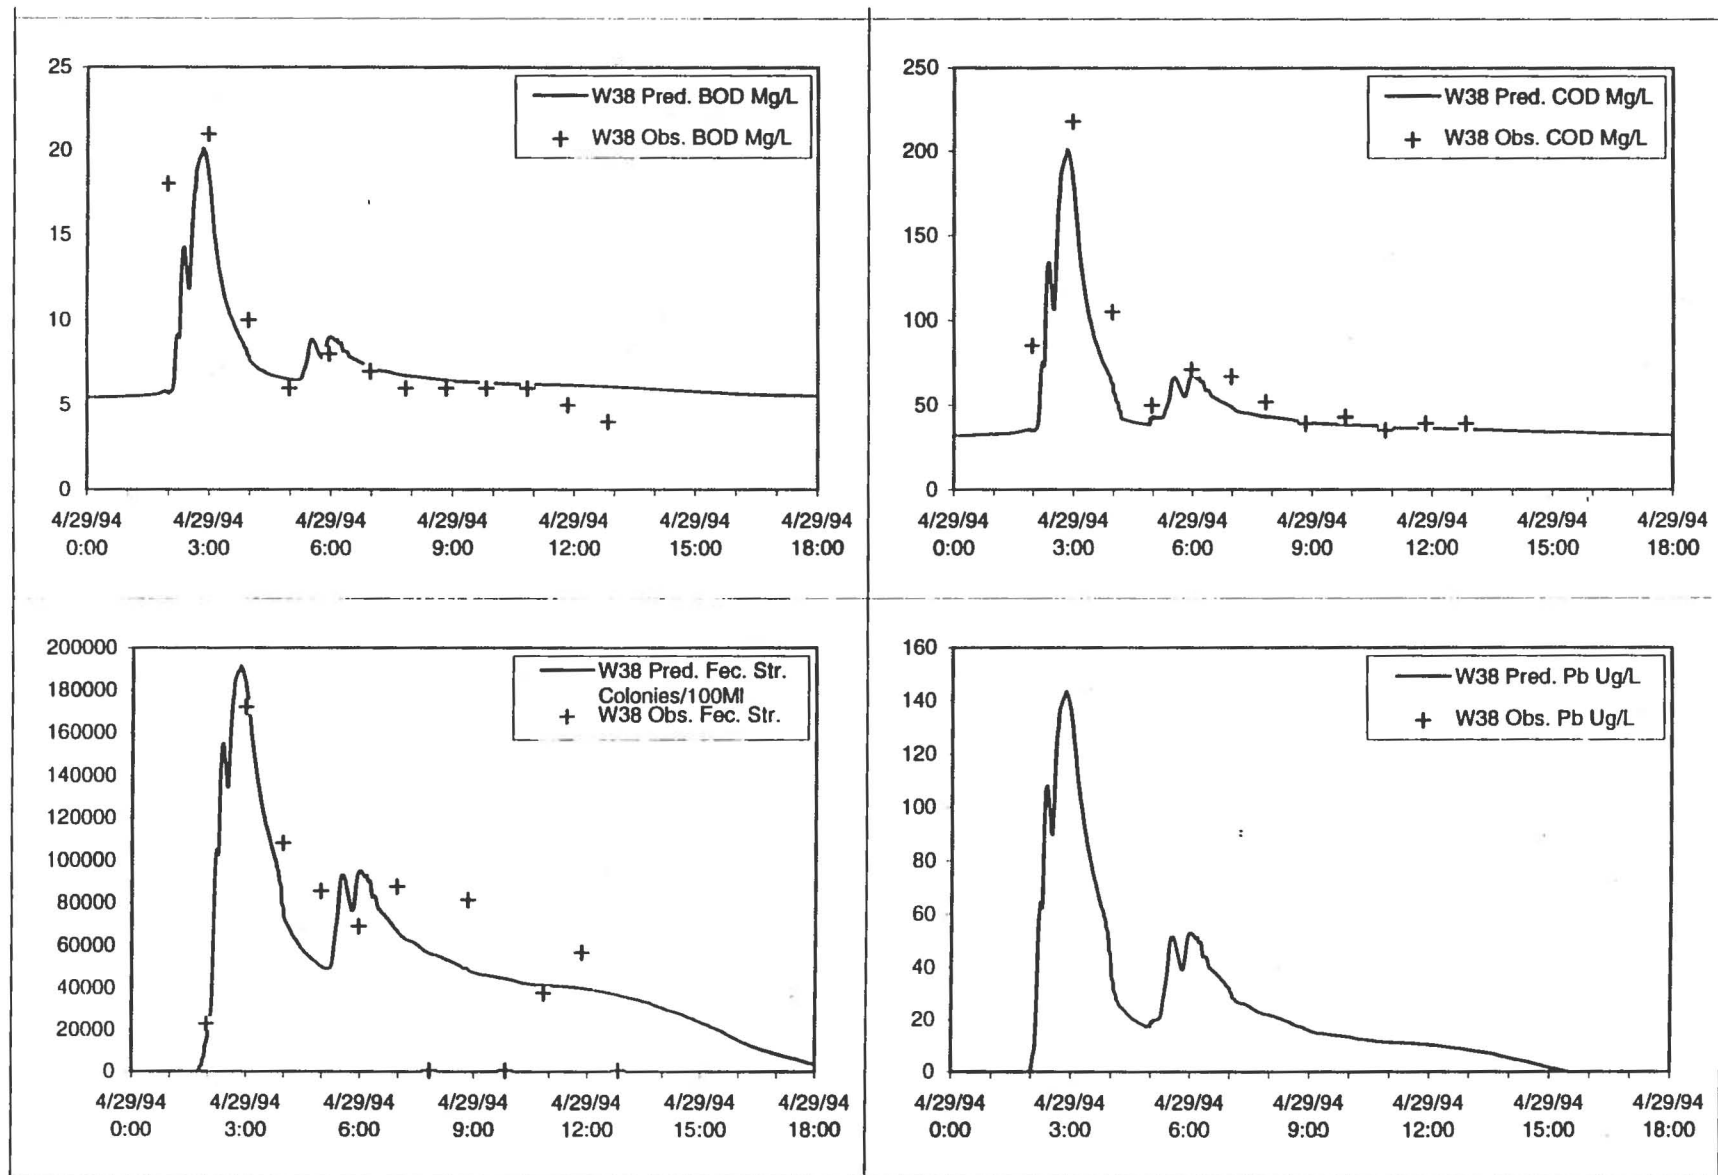 25
20
15
10
5
0
W38 Pred. BOD Mg/L
W38 Obs. BOD Mg/L
4/29/94 4/29/94 4/29/94 4/29/94 4/29/94 4/29/94 4/29/94
0:00 3:00 6:00 9:00 12:00 15:00 18:00
250
200
150
100
50
0
W38 Pred. COD Mg/L
W38 Obs. COD Mg/L
4/29/94 4/29/94 4/29/94 4/29/94 4/29/94 4/29/94 4/29/94
0:00 3:00 6:00 9:00 12:00 15:00 18:00
200000
180000
160000
140000
120000
100000
80000
60000
40000
20000
0
W38 Pred. Fec. Str.
Colonies/100Ml
W38 Obs. Fec. Str.
4/29/94 4/29/94 4/29/94 4/29/94 4/29/94 4/29/94 4/29/94
0:00 3:00 6:00 9:00 12:00 15:00 18:00
160
140
120
100
80
60
40
20
0
W38 Pred. Pb Ug/L
W38 Obs. Pb Ug/L
4/29/94 4/29/94 4/29/94 4/29/94 4/29/94 4/29/94 4/29/94
0:00 3:00 6:00 9:00 12:00 15:00 18:00